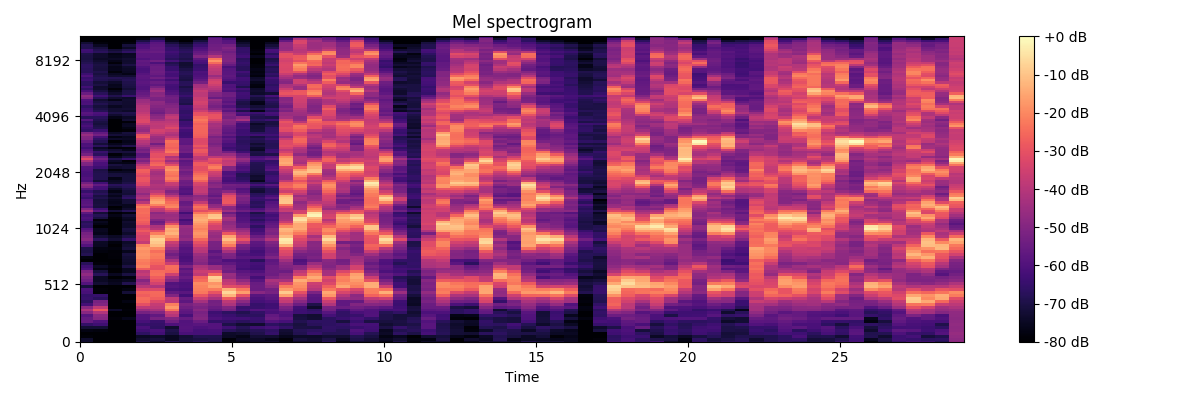 Mel spectrogram
+0 dB
8192
-10 dB
4096
-20 dB
-30 dB
2048
-40 dB
Hz
1024
-50 dB
-60 dB
512
-70 dB
0
-80 dB
0 5 10 15 20 25
Time